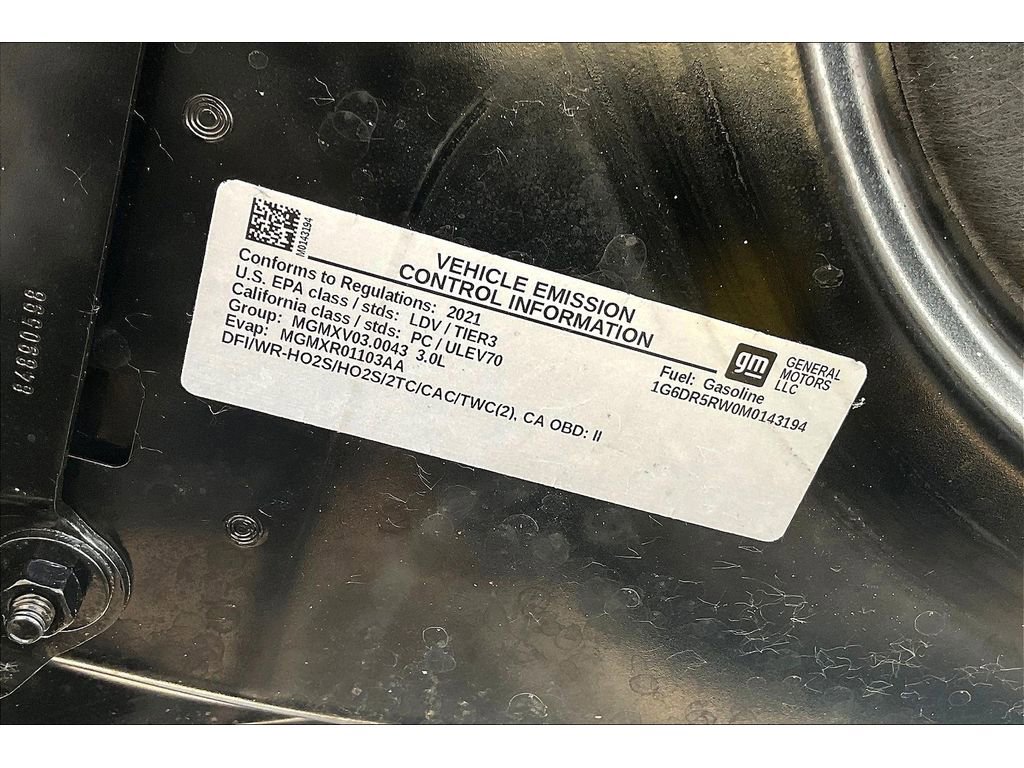 M0143194
VEHICLE EMISSION
CONTROL INFORMATION
Conforms to Regulations: 2021
U.S. EPA class / stds: LDV / TIER3
California class / stds: PC / ULEV70
Group: MGMXV03.0043 3.0L
Evap: MGMXR01103AA
DFI/WR-HO2S/HO2S/2TC/CAC/TWC(2), CA OBD: II
gm
GENERAL
MOTORS
LLC
Fuel: Gasoline
1G6DR5RW0M0143194
84890598